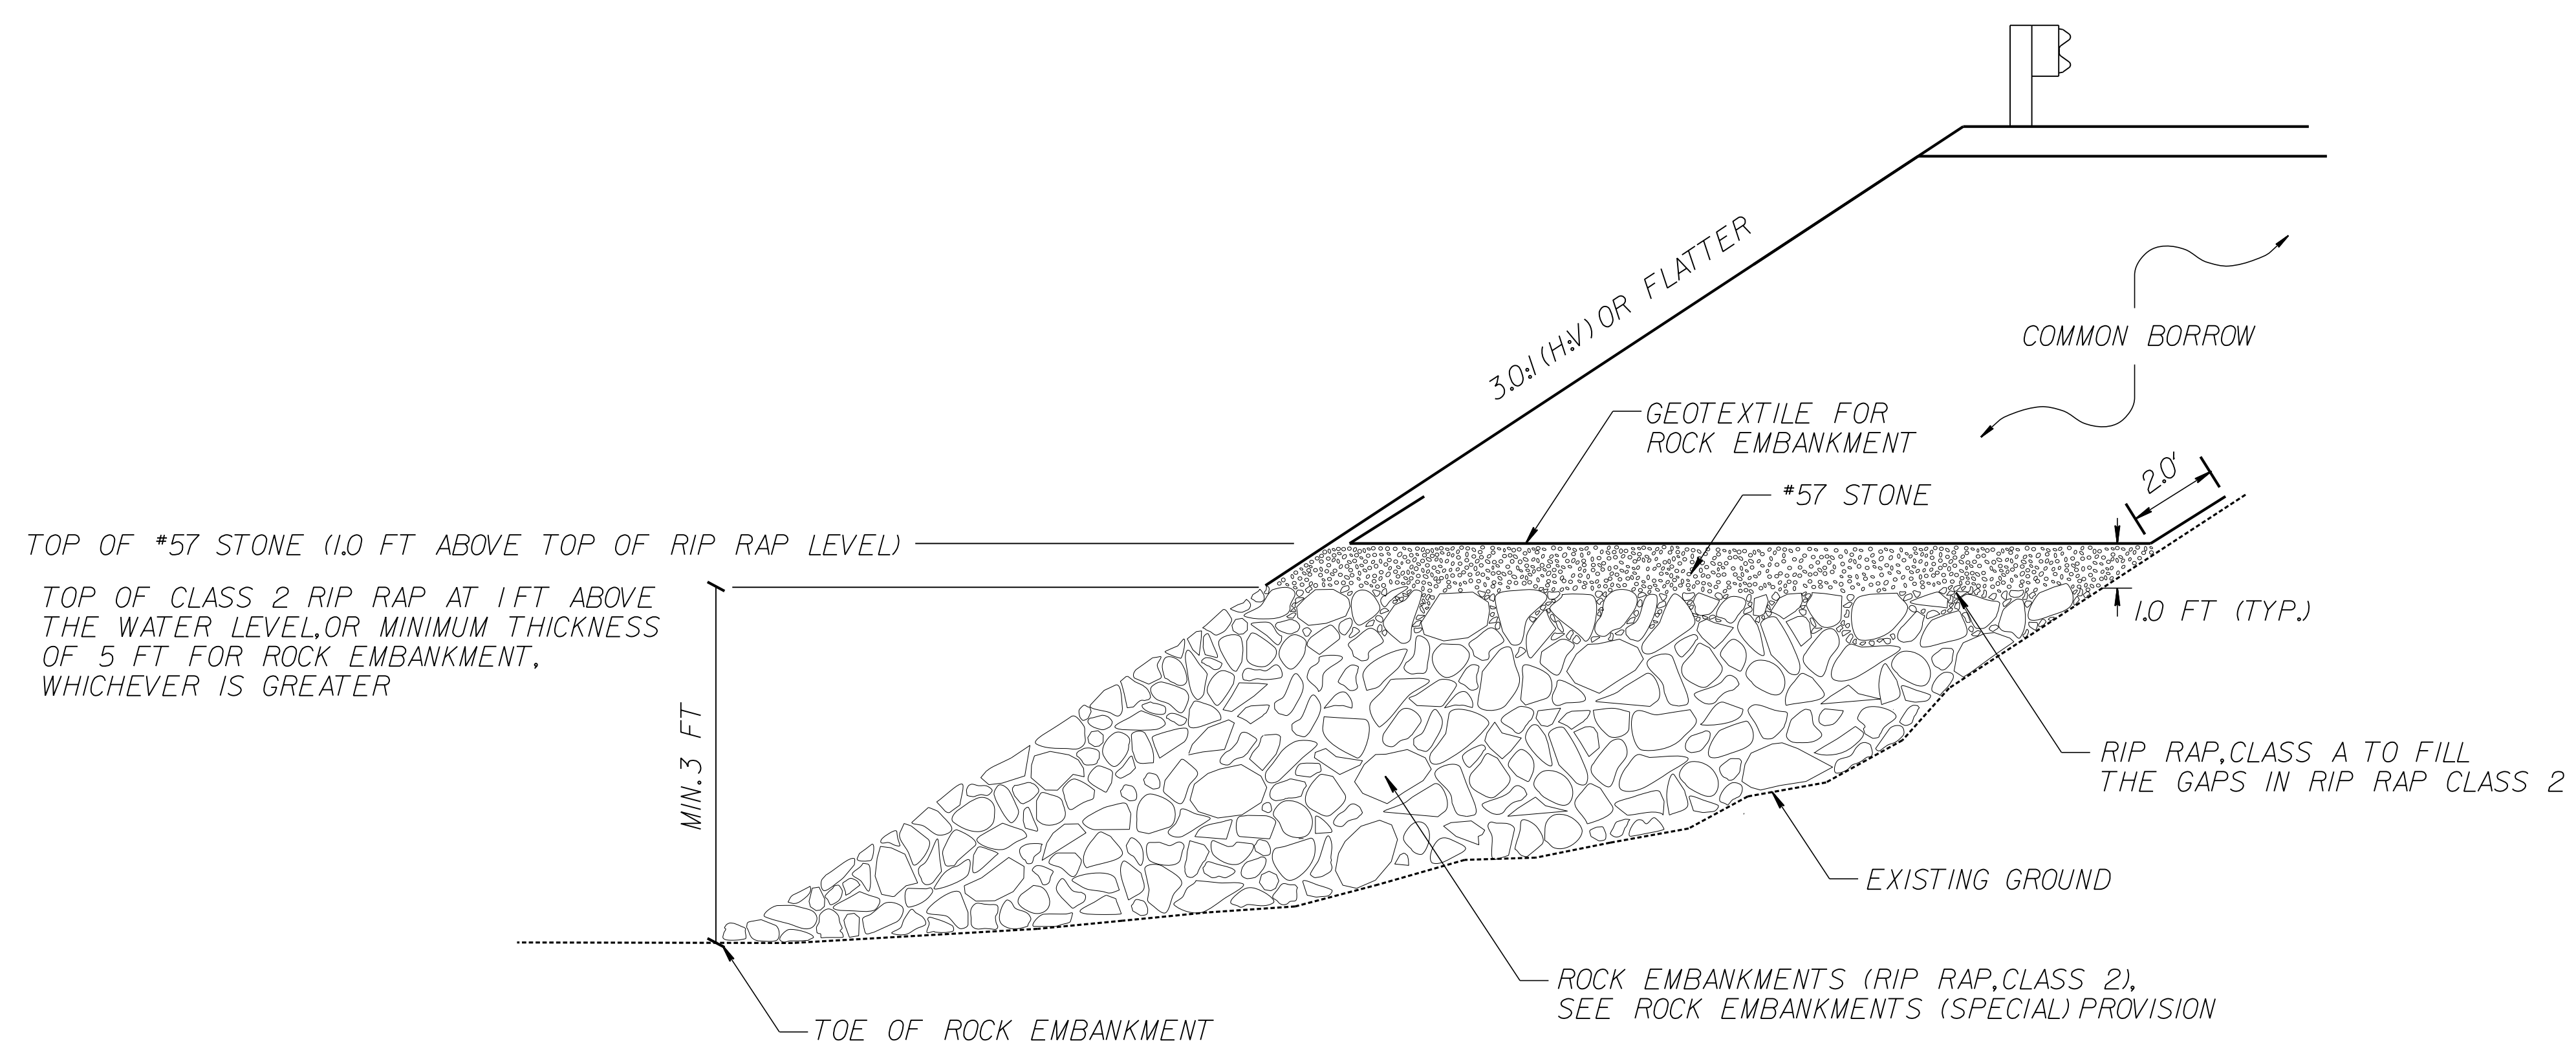 3.0:1 (H:V) OR FLATTER
COMMON BORROW
GEOTEXTILE FOR
ROCK EMBANKMENT
2.0'
#57 STONE
TOP OF #57 STONE (1.0 FT ABOVE TOP OF RIP RAP LEVEL)
TOP OF CLASS 2 RIP RAP AT 1 FT ABOVE
THE WATER LEVEL, OR MINIMUM THICKNESS
OF 5 FT FOR ROCK EMBANKMENT,
WHICHEVER IS GREATER
1.0 FT (TYP.)
MIN. 3 FT
RIP RAP, CLASS A TO FILL
THE GAPS IN RIP RAP CLASS 2
EXISTING GROUND
ROCK EMBANKMENTS (RIP RAP, CLASS 2),
SEE ROCK EMBANKMENTS (SPECIAL) PROVISION
TOE OF ROCK EMBANKMENT